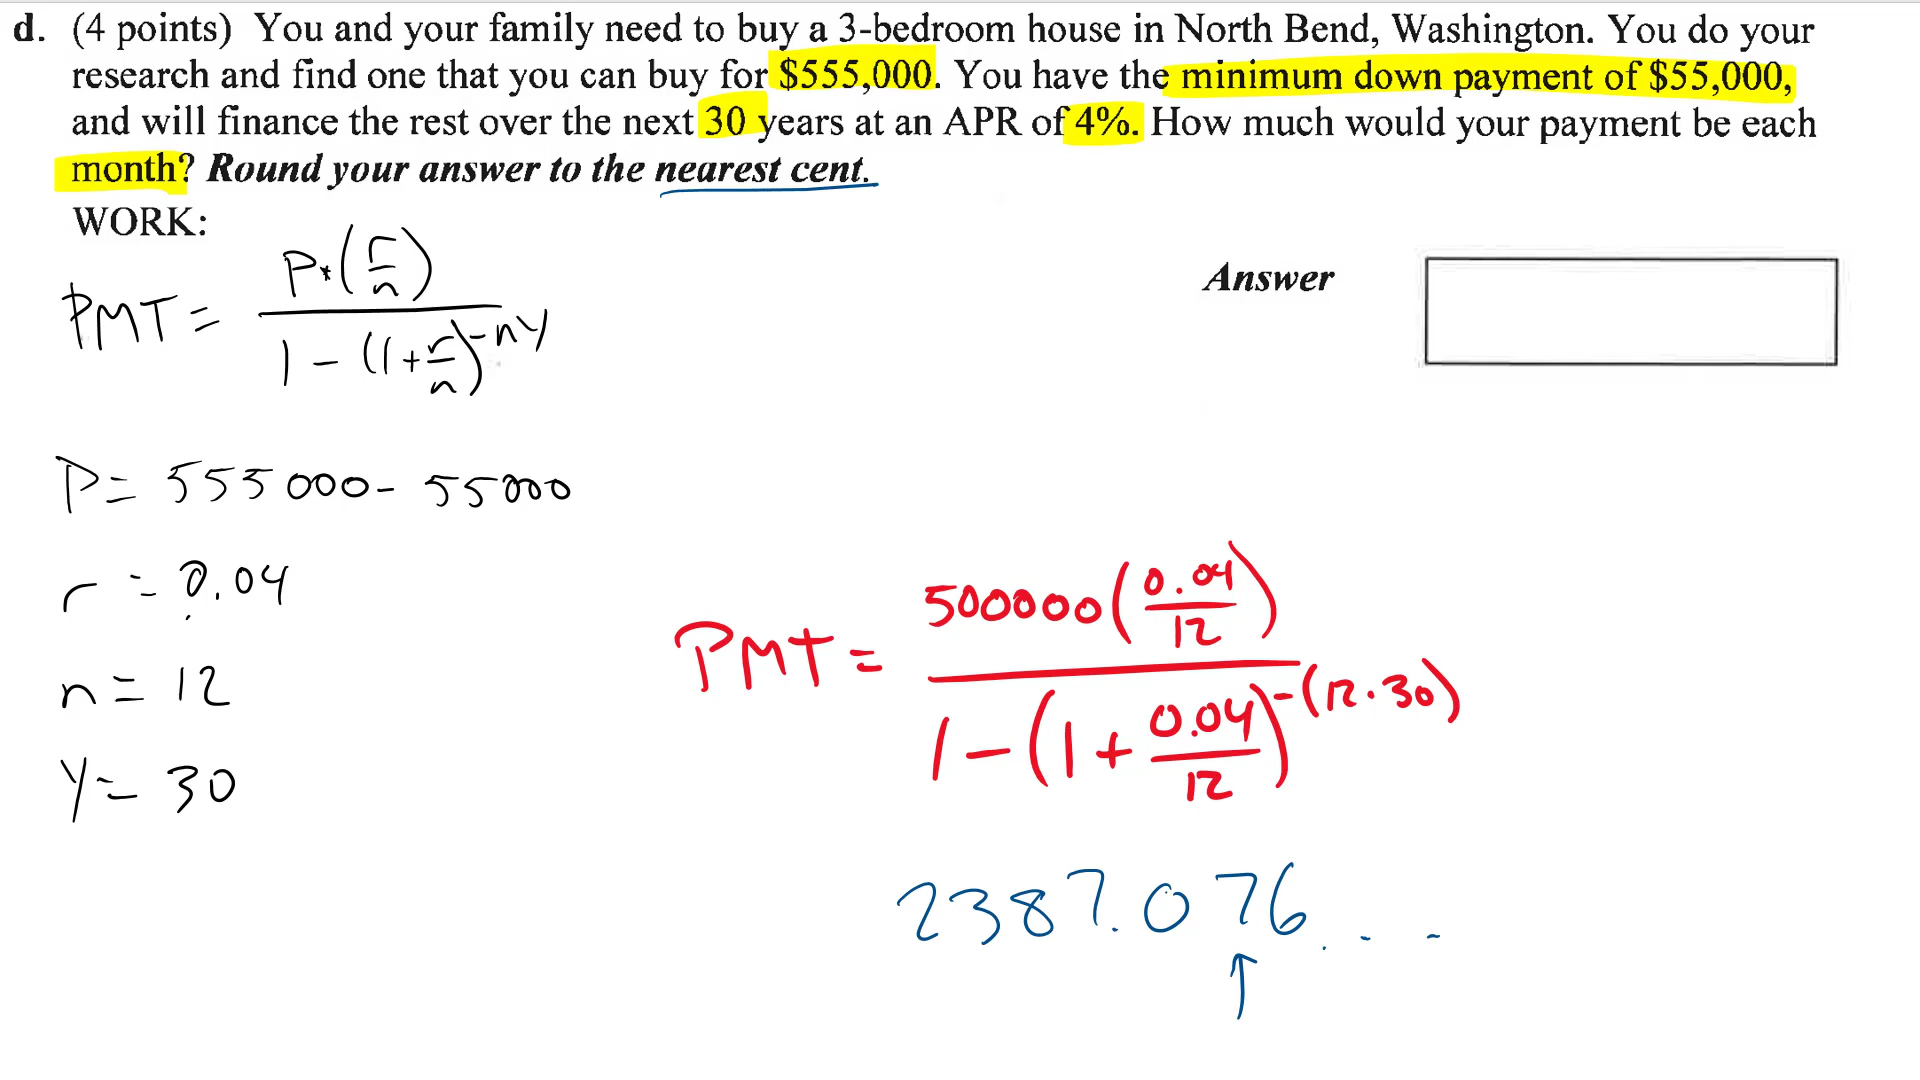 d. (4 points) You and your family need to buy a 3-bedroom house in North Bend, Washington. You do your
research and find one that you can buy for $555,000. You have the minimum down payment of $55,000,
and will finance the rest over the next 30 years at an APR of 4%. How much would your payment be each
month? Round your answer to the nearest cent.
WORK:
PMT = P*(r/n) / 1 - (1 + r/n)^-ny
Answer
P = 555000 - 55000
r = 0.04
n = 12
Y = 30
PMT = 500000(0.04/12) / 1 - (1 + 0.04/12)^-(12·30)
2387.076...
↑